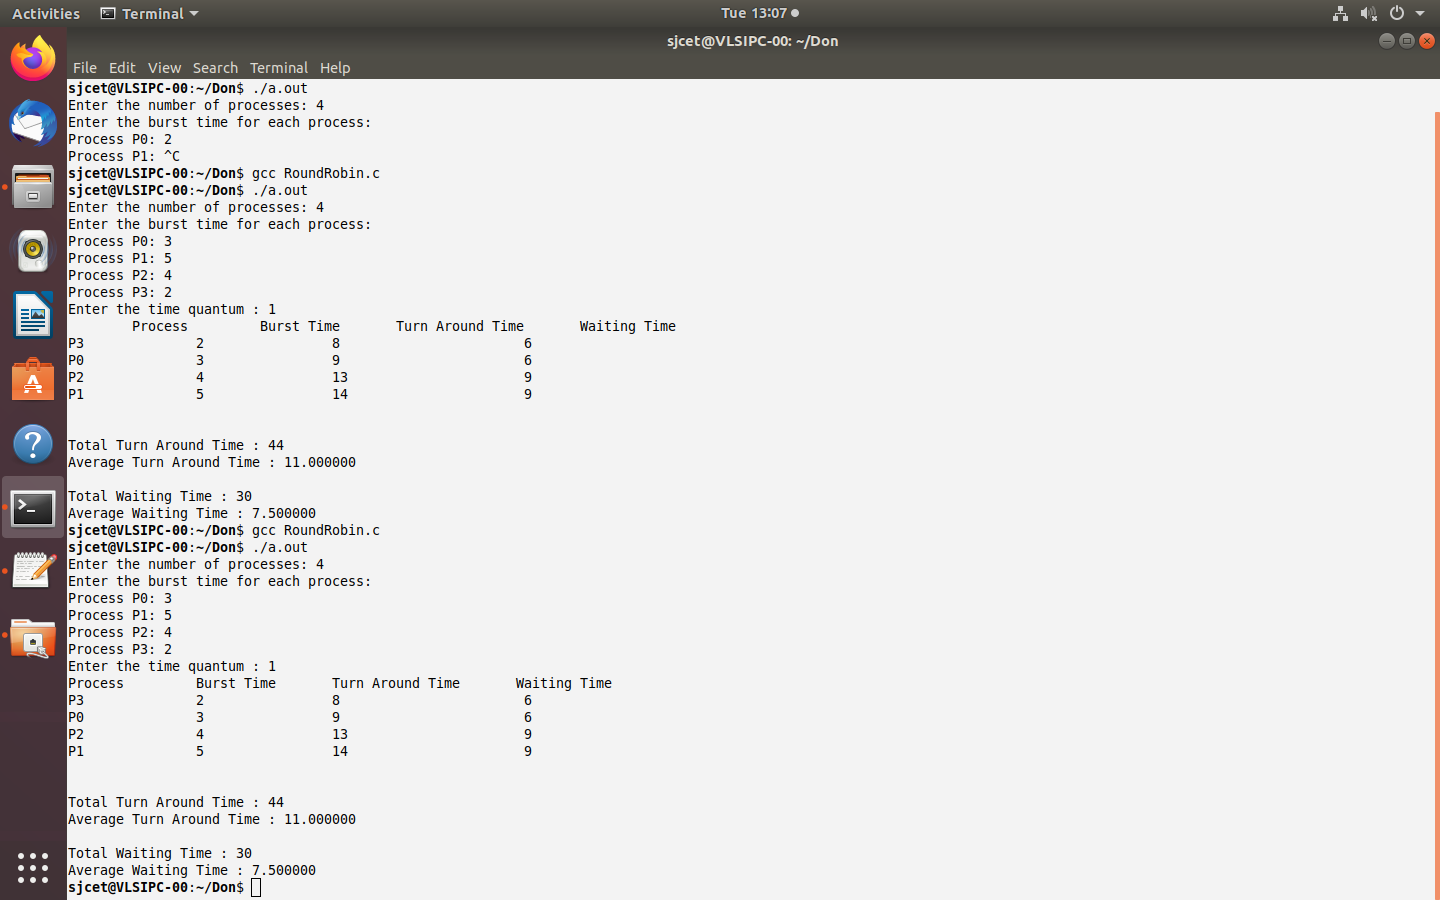 Activities Terminal Tue 13:07
sjcet@VLSIPC-00: ~/Don
File Edit View Search Terminal Help
sjcet@VLSIPC-00:~/Don$ ./a.out
Enter the number of processes: 4
Enter the burst time for each process:
Process P0: 2
Process P1: ^C
sjcet@VLSIPC-00:~/Don$ gcc RoundRobin.c
sjcet@VLSIPC-00:~/Don$ ./a.out
Enter the number of processes: 4
Enter the burst time for each process:
Process P0: 3
Process P1: 5
Process P2: 4
Process P3: 2
Enter the time quantum : 1
Process Burst Time Turn Around Time Waiting Time
P3 2 8 6
P0 3 9 6
P2 4 13 9
P1 5 14 9
Total Turn Around Time : 44
Average Turn Around Time : 11.000000
Total Waiting Time : 30
Average Waiting Time : 7.500000
sjcet@VLSIPC-00:~/Don$ gcc RoundRobin.c
sjcet@VLSIPC-00:~/Don$ ./a.out
Enter the number of processes: 4
Enter the burst time for each process:
Process P0: 3
Process P1: 5
Process P2: 4
Process P3: 2
Enter the time quantum : 1
Process Burst Time Turn Around Time Waiting Time
P3 2 8 6
P0 3 9 6
P2 4 13 9
P1 5 14 9
Total Turn Around Time : 44
Average Turn Around Time : 11.000000
Total Waiting Time : 30
Average Waiting Time : 7.500000
sjcet@VLSIPC-00:~/Don$